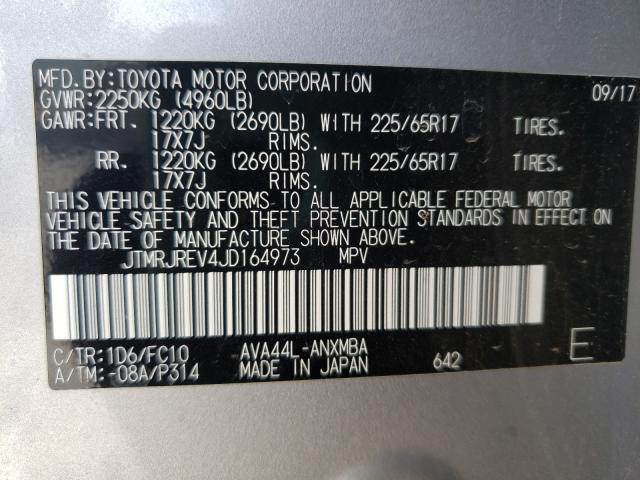 MFD. BY: TOYOTA MOTOR CORPORATION 09/17
GVWR: 2250KG (4960LB)
GAWR: FRT. 1220KG (2690LB) WITH 225/65R17 TIRES.
17X7J RIMS.
RR. 1220KG (2690LB) WITH 225/65R17 TIRES.
17X7J RIMS.
THIS VEHICLE CONFORMS TO ALL APPLICABLE FEDERAL MOTOR
VEHICLE SAFETY AND THEFT PREVENTION STANDARDS IN EFFECT ON
THE DATE OF MANUFACTURE SHOWN ABOVE.
JTMRJREV4JD164973 MPV
C/TR: 1D6/FC10 AVA44L-ANXMBA E
A/TM: -08A/P314 MADE IN JAPAN 642